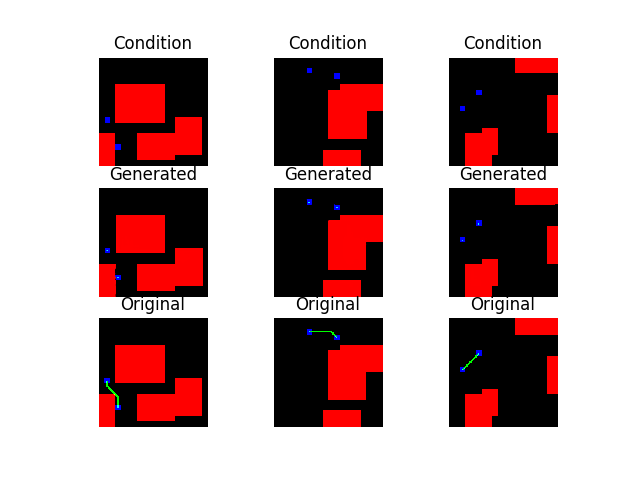 Condition Condition Condition
Generated Generated Generated
Original Original Original